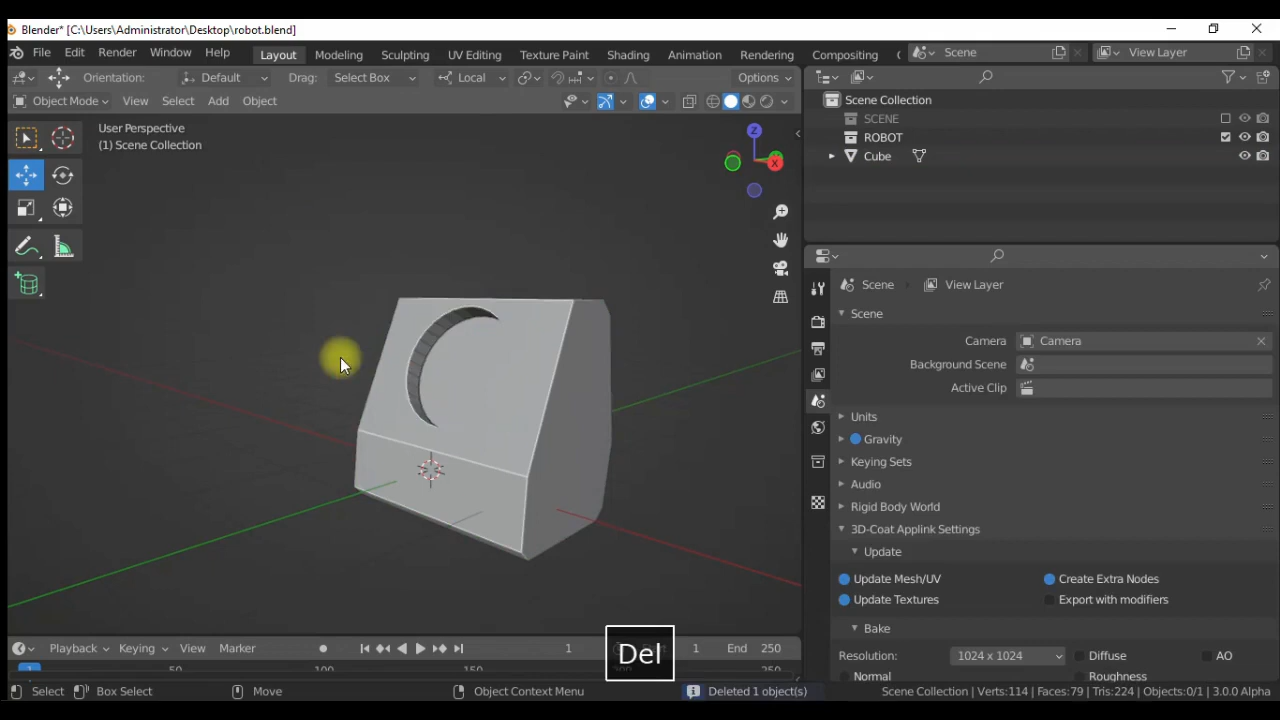 Blender* [C:\Users\Administrator\Desktop\robot.blend]
File Edit Render Window Help Layout Modeling Sculpting UV Editing Texture Paint Shading Animation Rendering Compositing Scene View Layer
Orientation: Default Drag: Select Box Local Options
Object Mode View Select Add Object
Scene Collection
SCENE
ROBOT
Cube
User Perspective
(1) Scene Collection
Z
X
Scene View Layer
Scene
Camera Camera
Background Scene
Active Clip
Units
Gravity
Keying Sets
Audio
Rigid Body World
3D-Coat Applink Settings
Update
Update Mesh/UV Create Extra Nodes
Update Textures Export with modifiers
Bake
Resolution: 1024 x 1024 Diffuse AO
Normal Roughness
Playback Keying View Marker 1 1 End 250
1 50 100 150 250
Del
Select Box Select Move Object Context Menu Deleted 1 object(s) Scene Collection | Verts:114 | Faces:79 | Tris:224 | Objects:0/1 | 3.0.0 Alpha